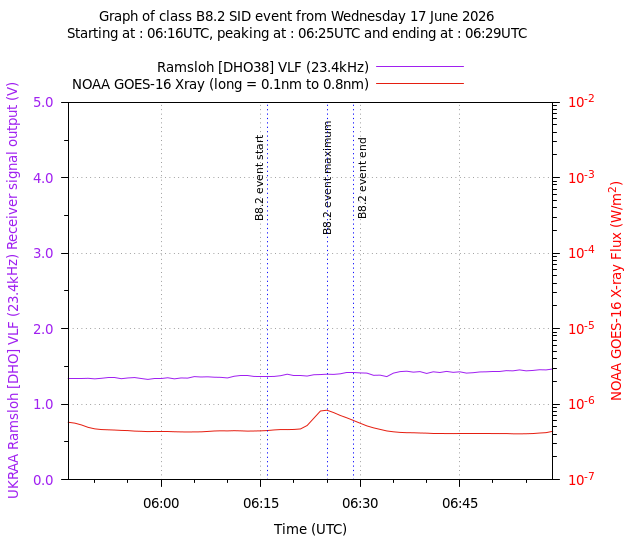 Graph of class B8.2 SID event from Wednesday 17 June 2026
Starting at : 06:16UTC, peaking at : 06:25UTC and ending at : 06:29UTC
Ramsloh [DHO38] VLF (23.4kHz)
NOAA GOES-16 Xray (long = 0.1nm to 0.8nm)
UKRAA Ramsloh [DHO] VLF (23.4kHz) Receiver signal output (V)
5.0
4.0
3.0
2.0
1.0
0.0
B8.2 event start
B8.2 event maximum
B8.2 event end
10⁻²
10⁻³
10⁻⁴
10⁻⁵
10⁻⁶
10⁻⁷
NOAA GOES-16 X-ray Flux (W/m²)
06:00 06:15 06:30 06:45
Time (UTC)